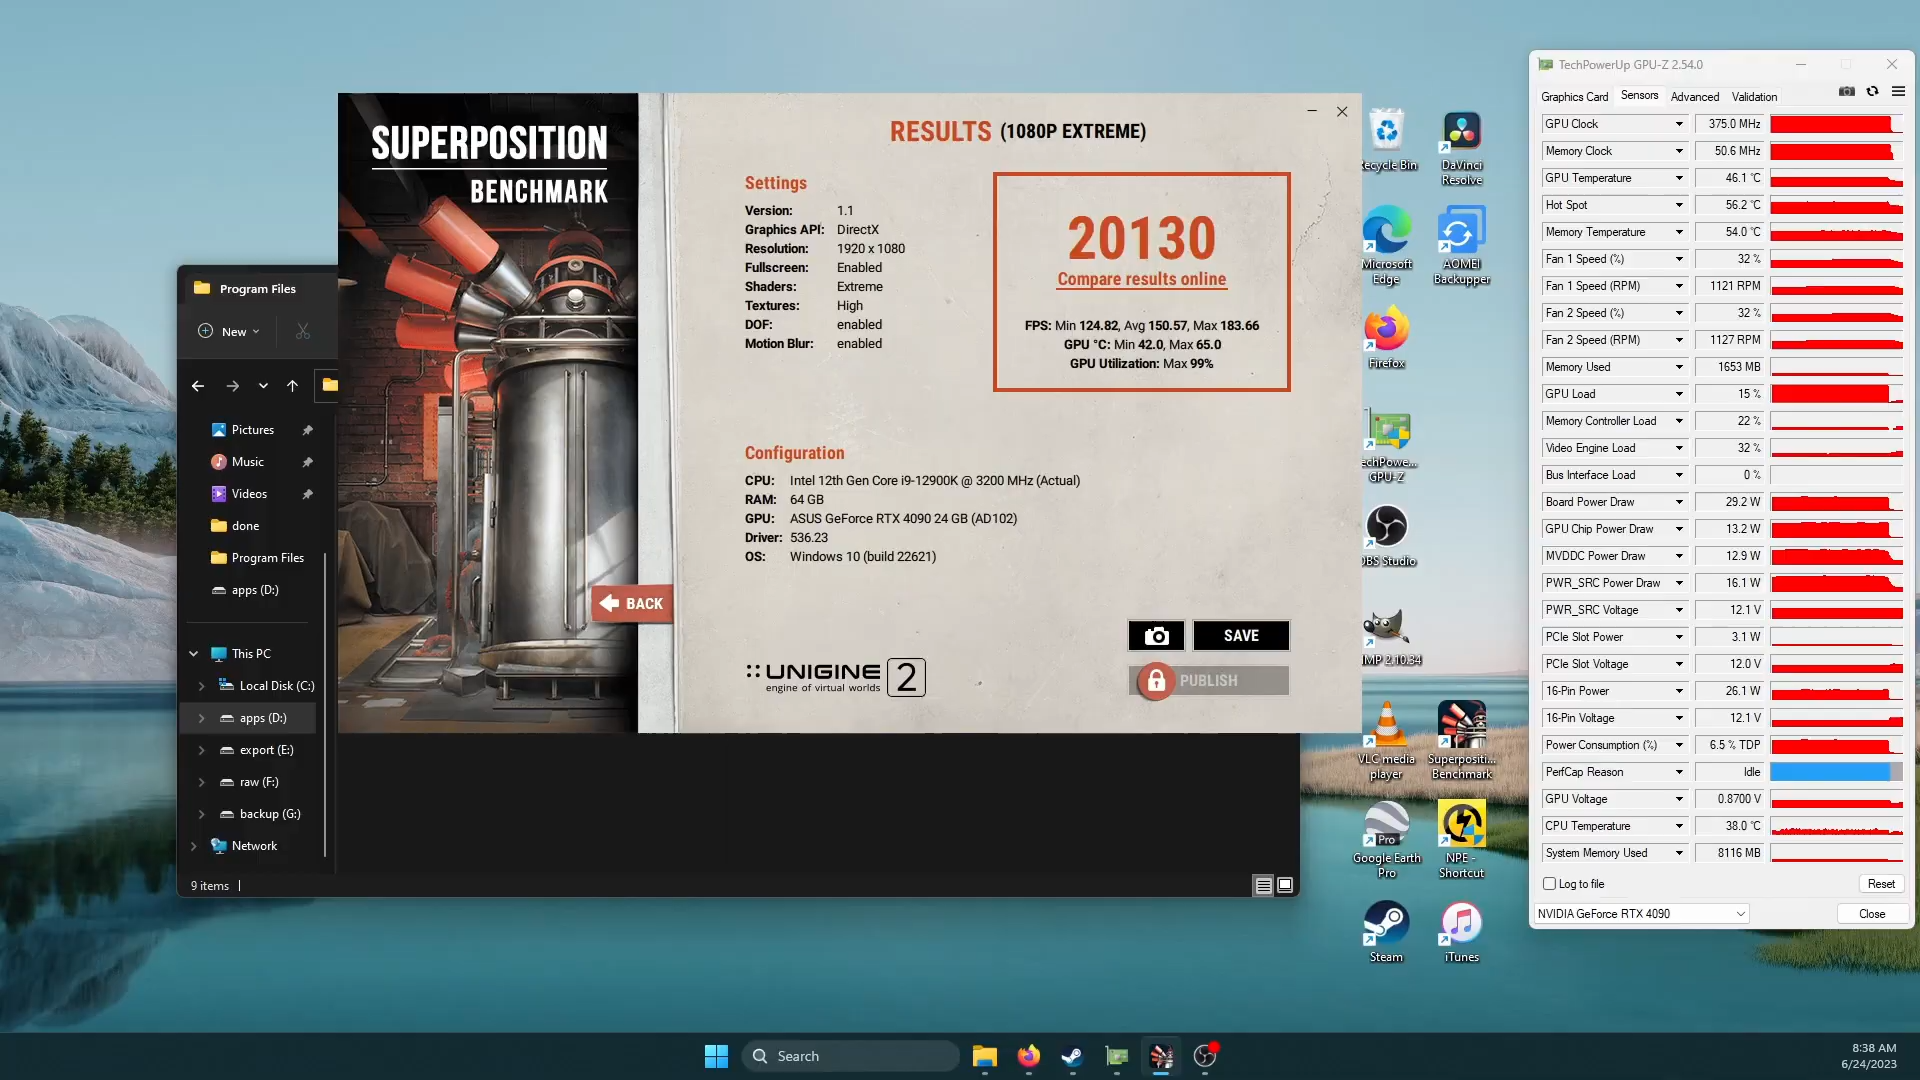 Program Files
New
Pictures
Music
Videos
done
Program Files
apps (D:)
This PC
Local Disk (C:)
apps (D:)
export (E:)
raw (F:)
backup (G:)
Network
9 items
SUPERPOSITION
BENCHMARK
BACK
RESULTS (1080P EXTREME)
Settings
Version: 1.1
Graphics API: DirectX
Resolution: 1920 x 1080
Fullscreen: Enabled
Shaders: Extreme
Textures: High
DOF: enabled
Motion Blur: enabled
20130
Compare results online
FPS: Min 124.82, Avg 150.57, Max 183.66
GPU °C: Min 42.0, Max 65.0
GPU Utilization: Max 99%
Configuration
CPU: Intel 12th Gen Core i9-12900K @ 3200 MHz (Actual)
RAM: 64 GB
GPU: ASUS GeForce RTX 4090 24 GB (AD102)
Driver: 536.23
OS: Windows 10 (build 22621)
SAVE
PUBLISH
UNIGINE 2
engine of virtual worlds
ecycle Bin
DaVinci
Resolve
Microsoft
Edge
AOMEI
Backupper
Firefox
echPowe...
GPU-Z
OBS Studio
IMP 2.10.34
VLC media
player
Superpositi...
Benchmark
Pro
Google Earth
Pro
NPE -
Shortcut
Steam
iTunes
TechPowerUp GPU-Z 2.54.0
Graphics Card Sensors Advanced Validation
GPU Clock 375.0 MHz
Memory Clock 50.6 MHz
GPU Temperature 46.1 °C
Hot Spot 56.2 °C
Memory Temperature 54.0 °C
Fan 1 Speed (%) 32 %
Fan 1 Speed (RPM) 1121 RPM
Fan 2 Speed (%) 32 %
Fan 2 Speed (RPM) 1127 RPM
Memory Used 1653 MB
GPU Load 15 %
Memory Controller Load 22 %
Video Engine Load 32 %
Bus Interface Load 0 %
Board Power Draw 29.2 W
GPU Chip Power Draw 13.2 W
MVDDC Power Draw 12.9 W
PWR_SRC Power Draw 16.1 W
PWR_SRC Voltage 12.1 V
PCIe Slot Power 3.1 W
PCIe Slot Voltage 12.0 V
16-Pin Power 26.1 W
16-Pin Voltage 12.1 V
Power Consumption (%) 6.5 % TDP
PerfCap Reason Idle
GPU Voltage 0.8700 V
CPU Temperature 38.0 °C
System Memory Used 8116 MB
Log to file
Reset
NVIDIA GeForce RTX 4090
Close
Search
8:38 AM
6/24/2023